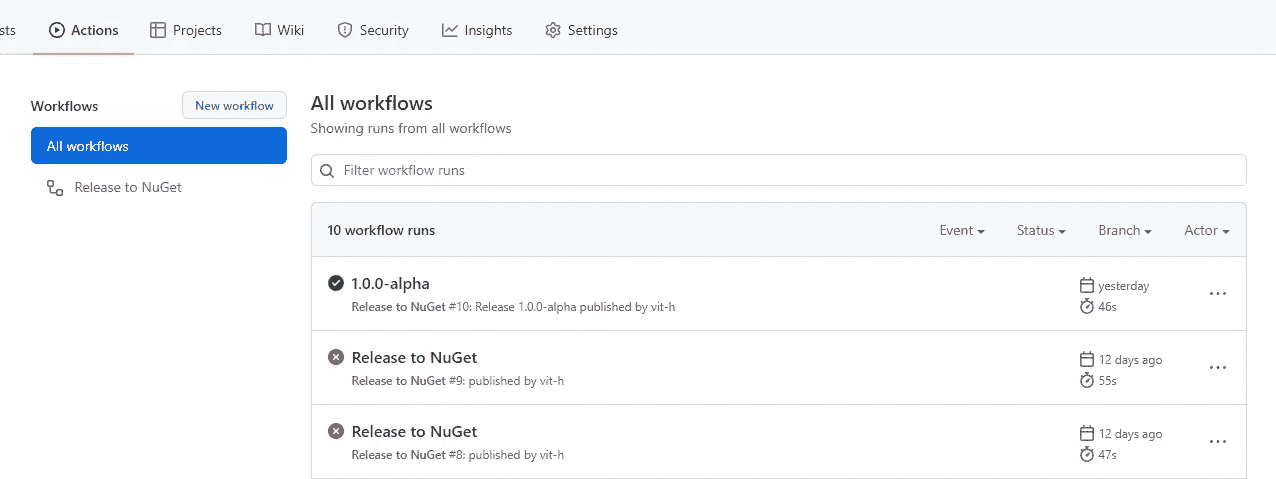 sts Actions Projects Wiki Security Insights Settings
Workflows New workflow
All workflows
Release to NuGet
All workflows
Showing runs from all workflows
Filter workflow runs
10 workflow runs Event Status Branch Actor
1.0.0-alpha
Release to NuGet #10: Release 1.0.0-alpha published by vit-h
yesterday
46s
Release to NuGet
Release to NuGet #9: published by vit-h
12 days ago
55s
Release to NuGet
Release to NuGet #8: published by vit-h
12 days ago
47s